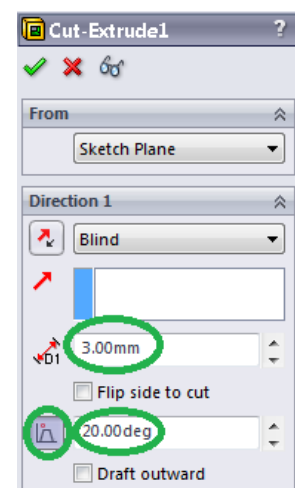 Cut-Extrude1 ?
From
Sketch Plane
Direction 1
Blind
D1 3.00mm
Flip side to cut
20.00deg
Draft outward